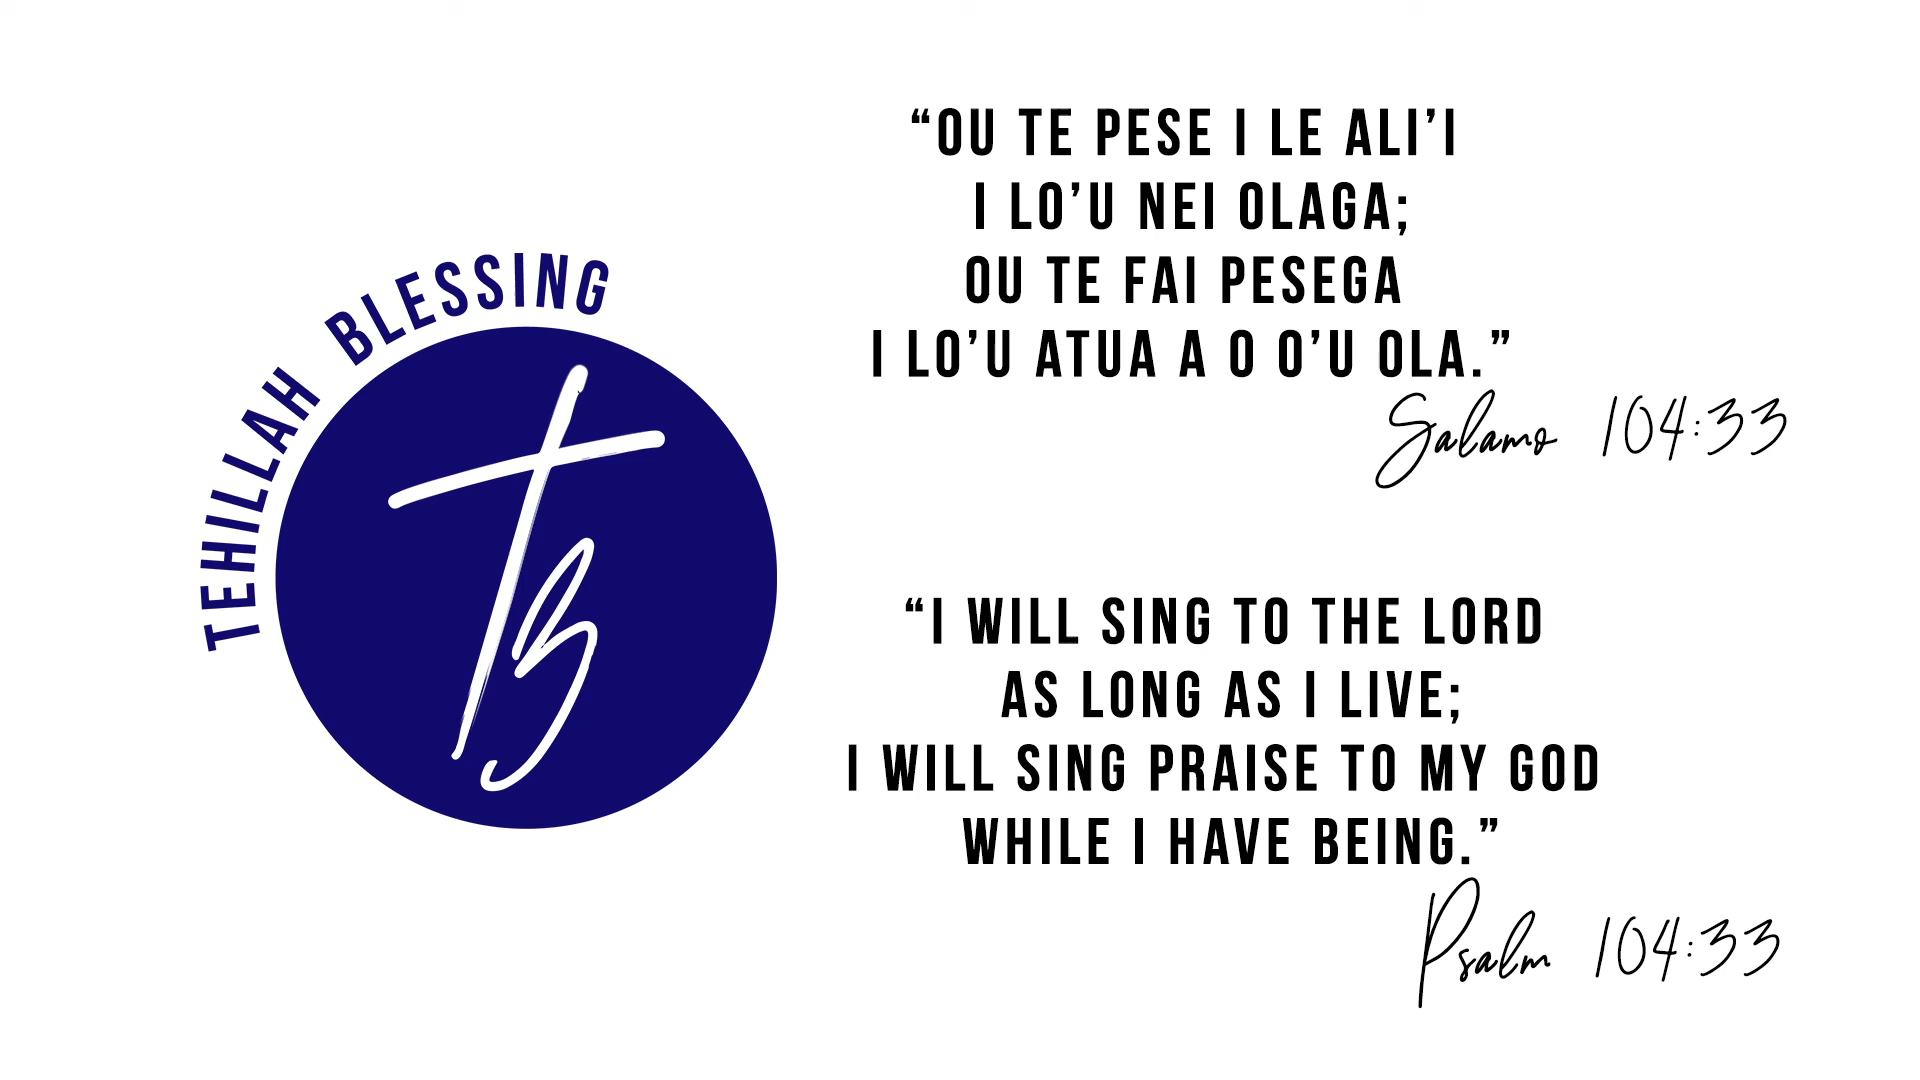 TEHILLAH BLESSING
TB
“OU TE PESE I LE ALI’I
I LO’U NEI OLAGA;
OU TE FAI PESEGA
I LO’U ATUA A O O’U OLA.”
Salamo 104:33
“I WILL SING TO THE LORD
AS LONG AS I LIVE;
I WILL SING PRAISE TO MY GOD
WHILE I HAVE BEING.”
Psalm 104:33